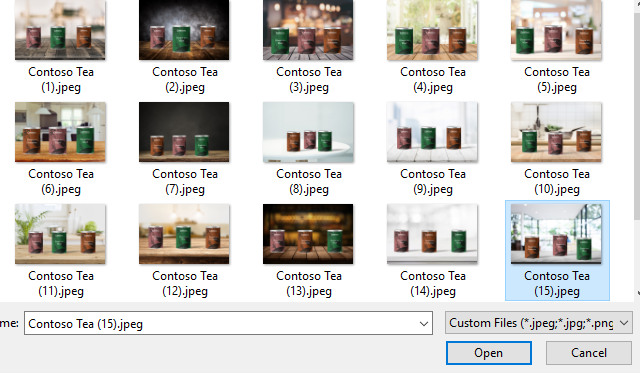 Contoso Tea
(1).jpeg
Contoso Tea
(2).jpeg
Contoso Tea
(3).jpeg
Contoso Tea
(4).jpeg
Contoso Tea
(5).jpeg
Contoso Tea
(6).jpeg
Contoso Tea
(7).jpeg
Contoso Tea
(8).jpeg
Contoso Tea
(9).jpeg
Contoso Tea
(10).jpeg
Contoso Tea
(11).jpeg
Contoso Tea
(12).jpeg
Contoso Tea
(13).jpeg
Contoso Tea
(14).jpeg
Contoso Tea
(15).jpeg
me: Contoso Tea (15).jpeg Custom Files (*.jpeg;*.jpg;*.png
Open Cancel